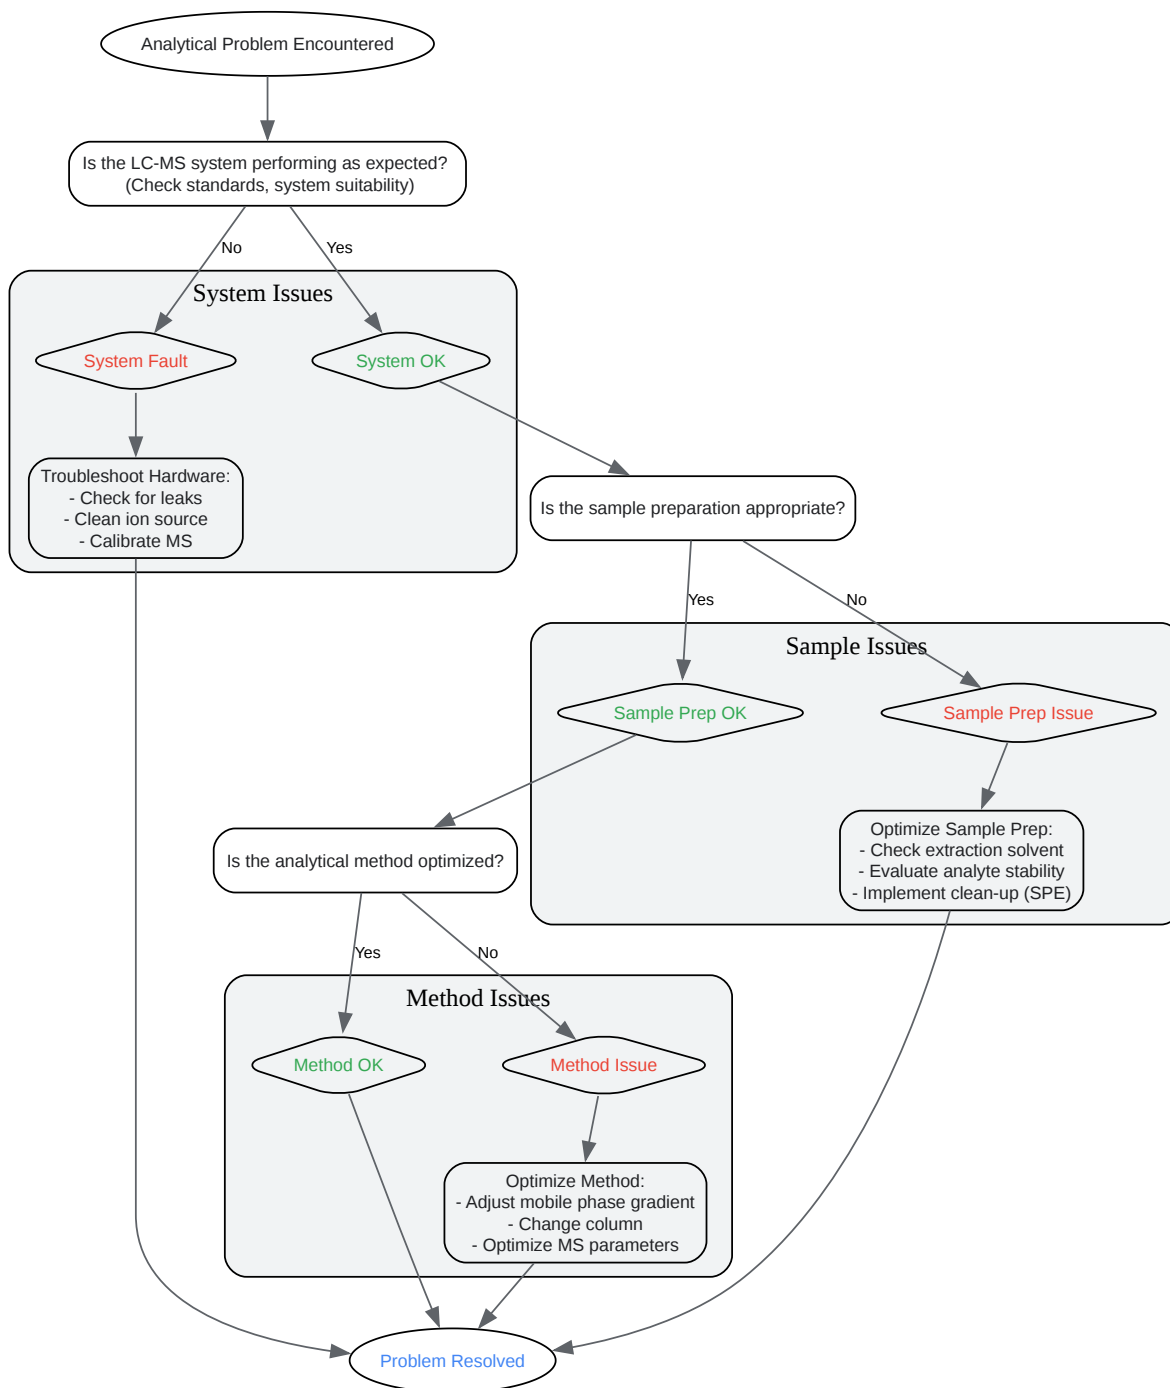 Analytical Problem Encountered
Is the LC-MS system performing as expected?
(Check standards, system suitability)
No
Yes
System Issues
System Fault
System OK
Troubleshoot Hardware:
- Check for leaks
- Clean ion source
- Calibrate MS
Is the sample preparation appropriate?
Yes
No
Sample Issues
Sample Prep OK
Sample Prep Issue
Optimize Sample Prep:
- Check extraction solvent
- Evaluate analyte stability
- Implement clean-up (SPE)
Is the analytical method optimized?
Yes
No
Method Issues
Method OK
Method Issue
Optimize Method:
- Adjust mobile phase gradient
- Change column
- Optimize MS parameters
Problem Resolved